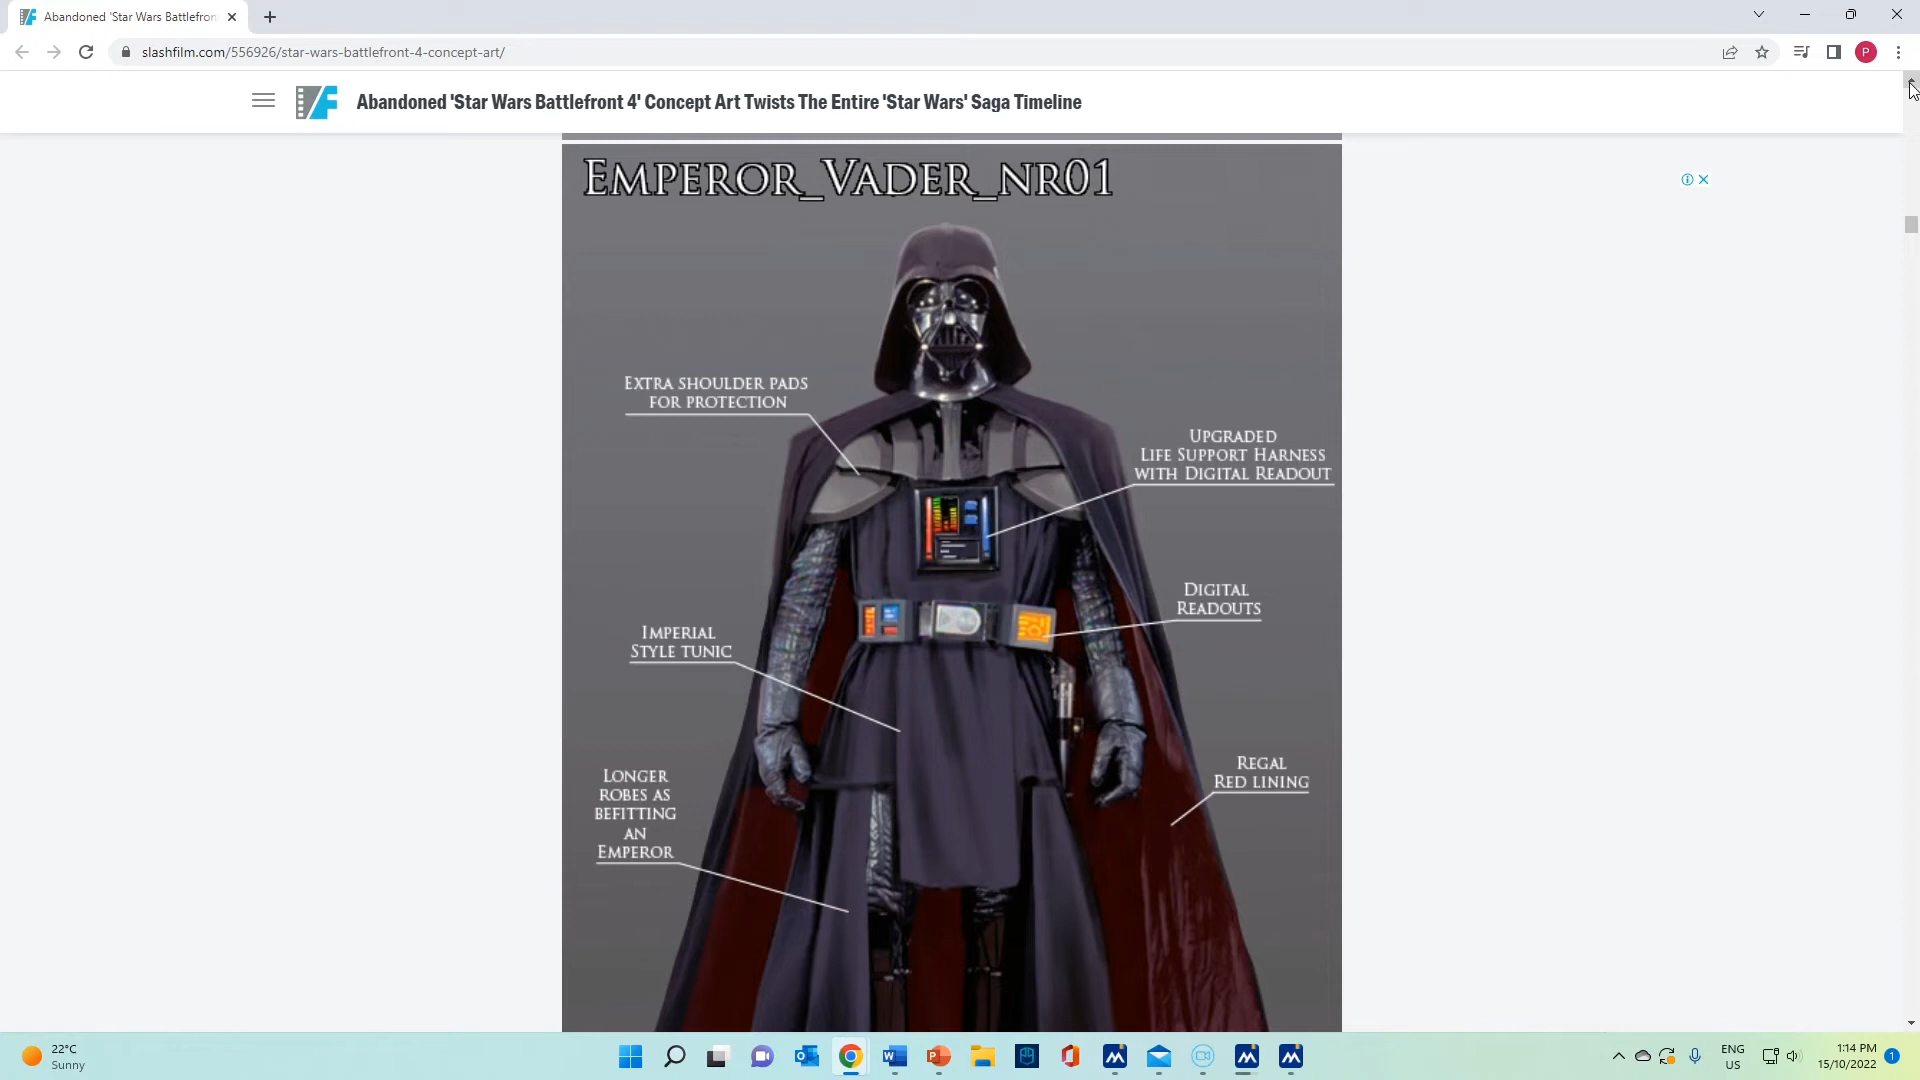 Abandoned 'Star Wars Battlefron
slashfilm.com/556926/star-wars-battlefront-4-concept-art/
P
Abandoned 'Star Wars Battlefront 4' Concept Art Twists The Entire 'Star Wars' Saga Timeline
EMPEROR_VADER_NR01
EXTRA SHOULDER PADS
FOR PROTECTION
UPGRADED
LIFE SUPPORT HARNESS
WITH DIGITAL READOUT
DIGITAL
READOUTS
IMPERIAL
STYLE TUNIC
REGAL
RED LINING
LONGER
ROBES AS
BEFITTING
AN
EMPEROR
22°C
Sunny
ENG
US
1:14 PM
15/10/2022
1